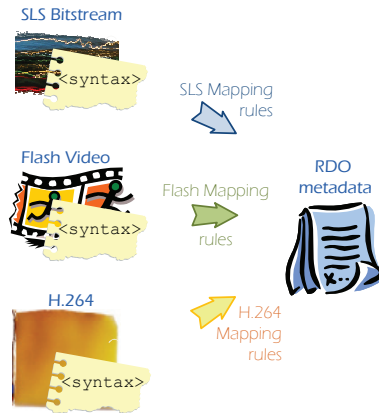 SLS Bitstream
<syntax>
SLS Mapping
rules
Flash Video
<syntax>
Flash Mapping
rules
RDO
metadata
H.264
<syntax>
H.264
Mapping
rules